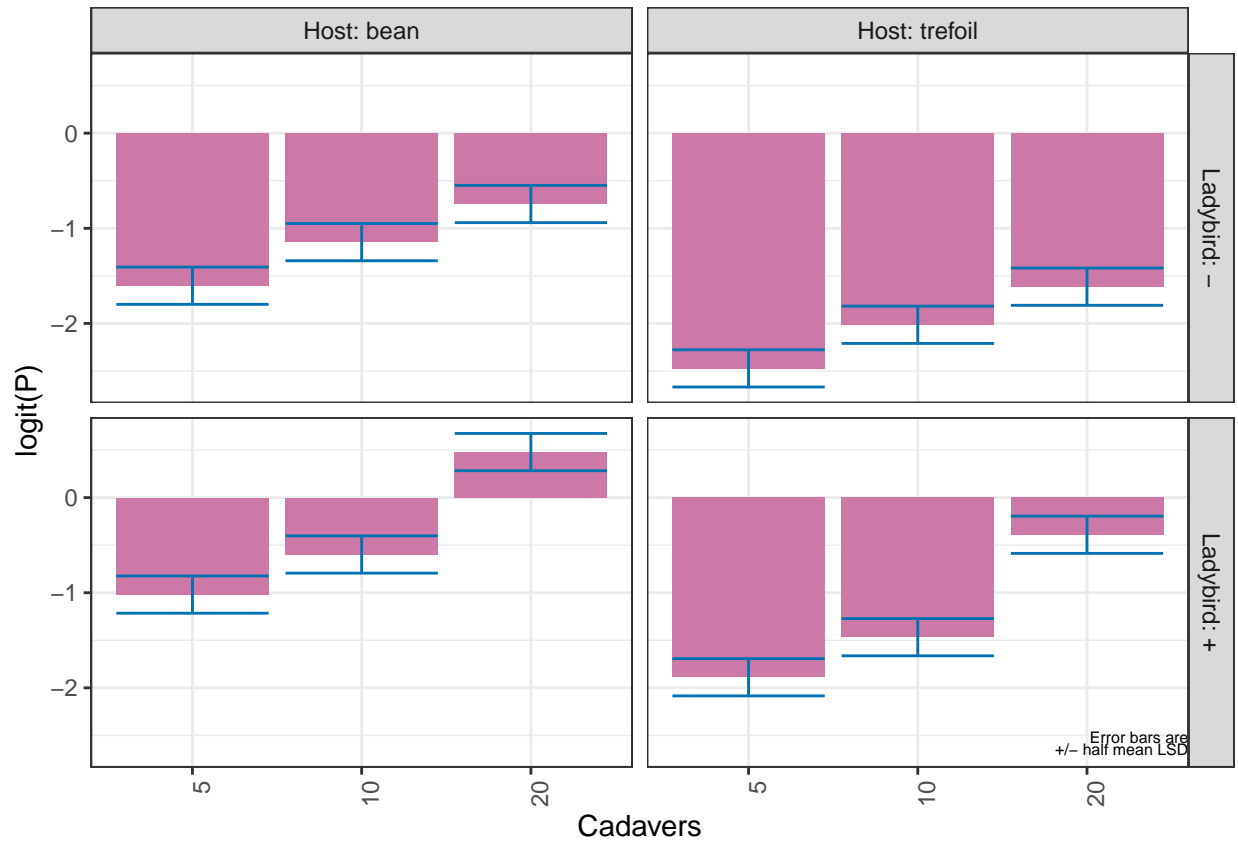 Host: bean
Host: trefoil
0
−1
−2
Ladybird: −
logit(P)
0
−1
−2
Ladybird: +
Error bars are
+/− half mean LSD
5
10
20
5
10
20
Cadavers